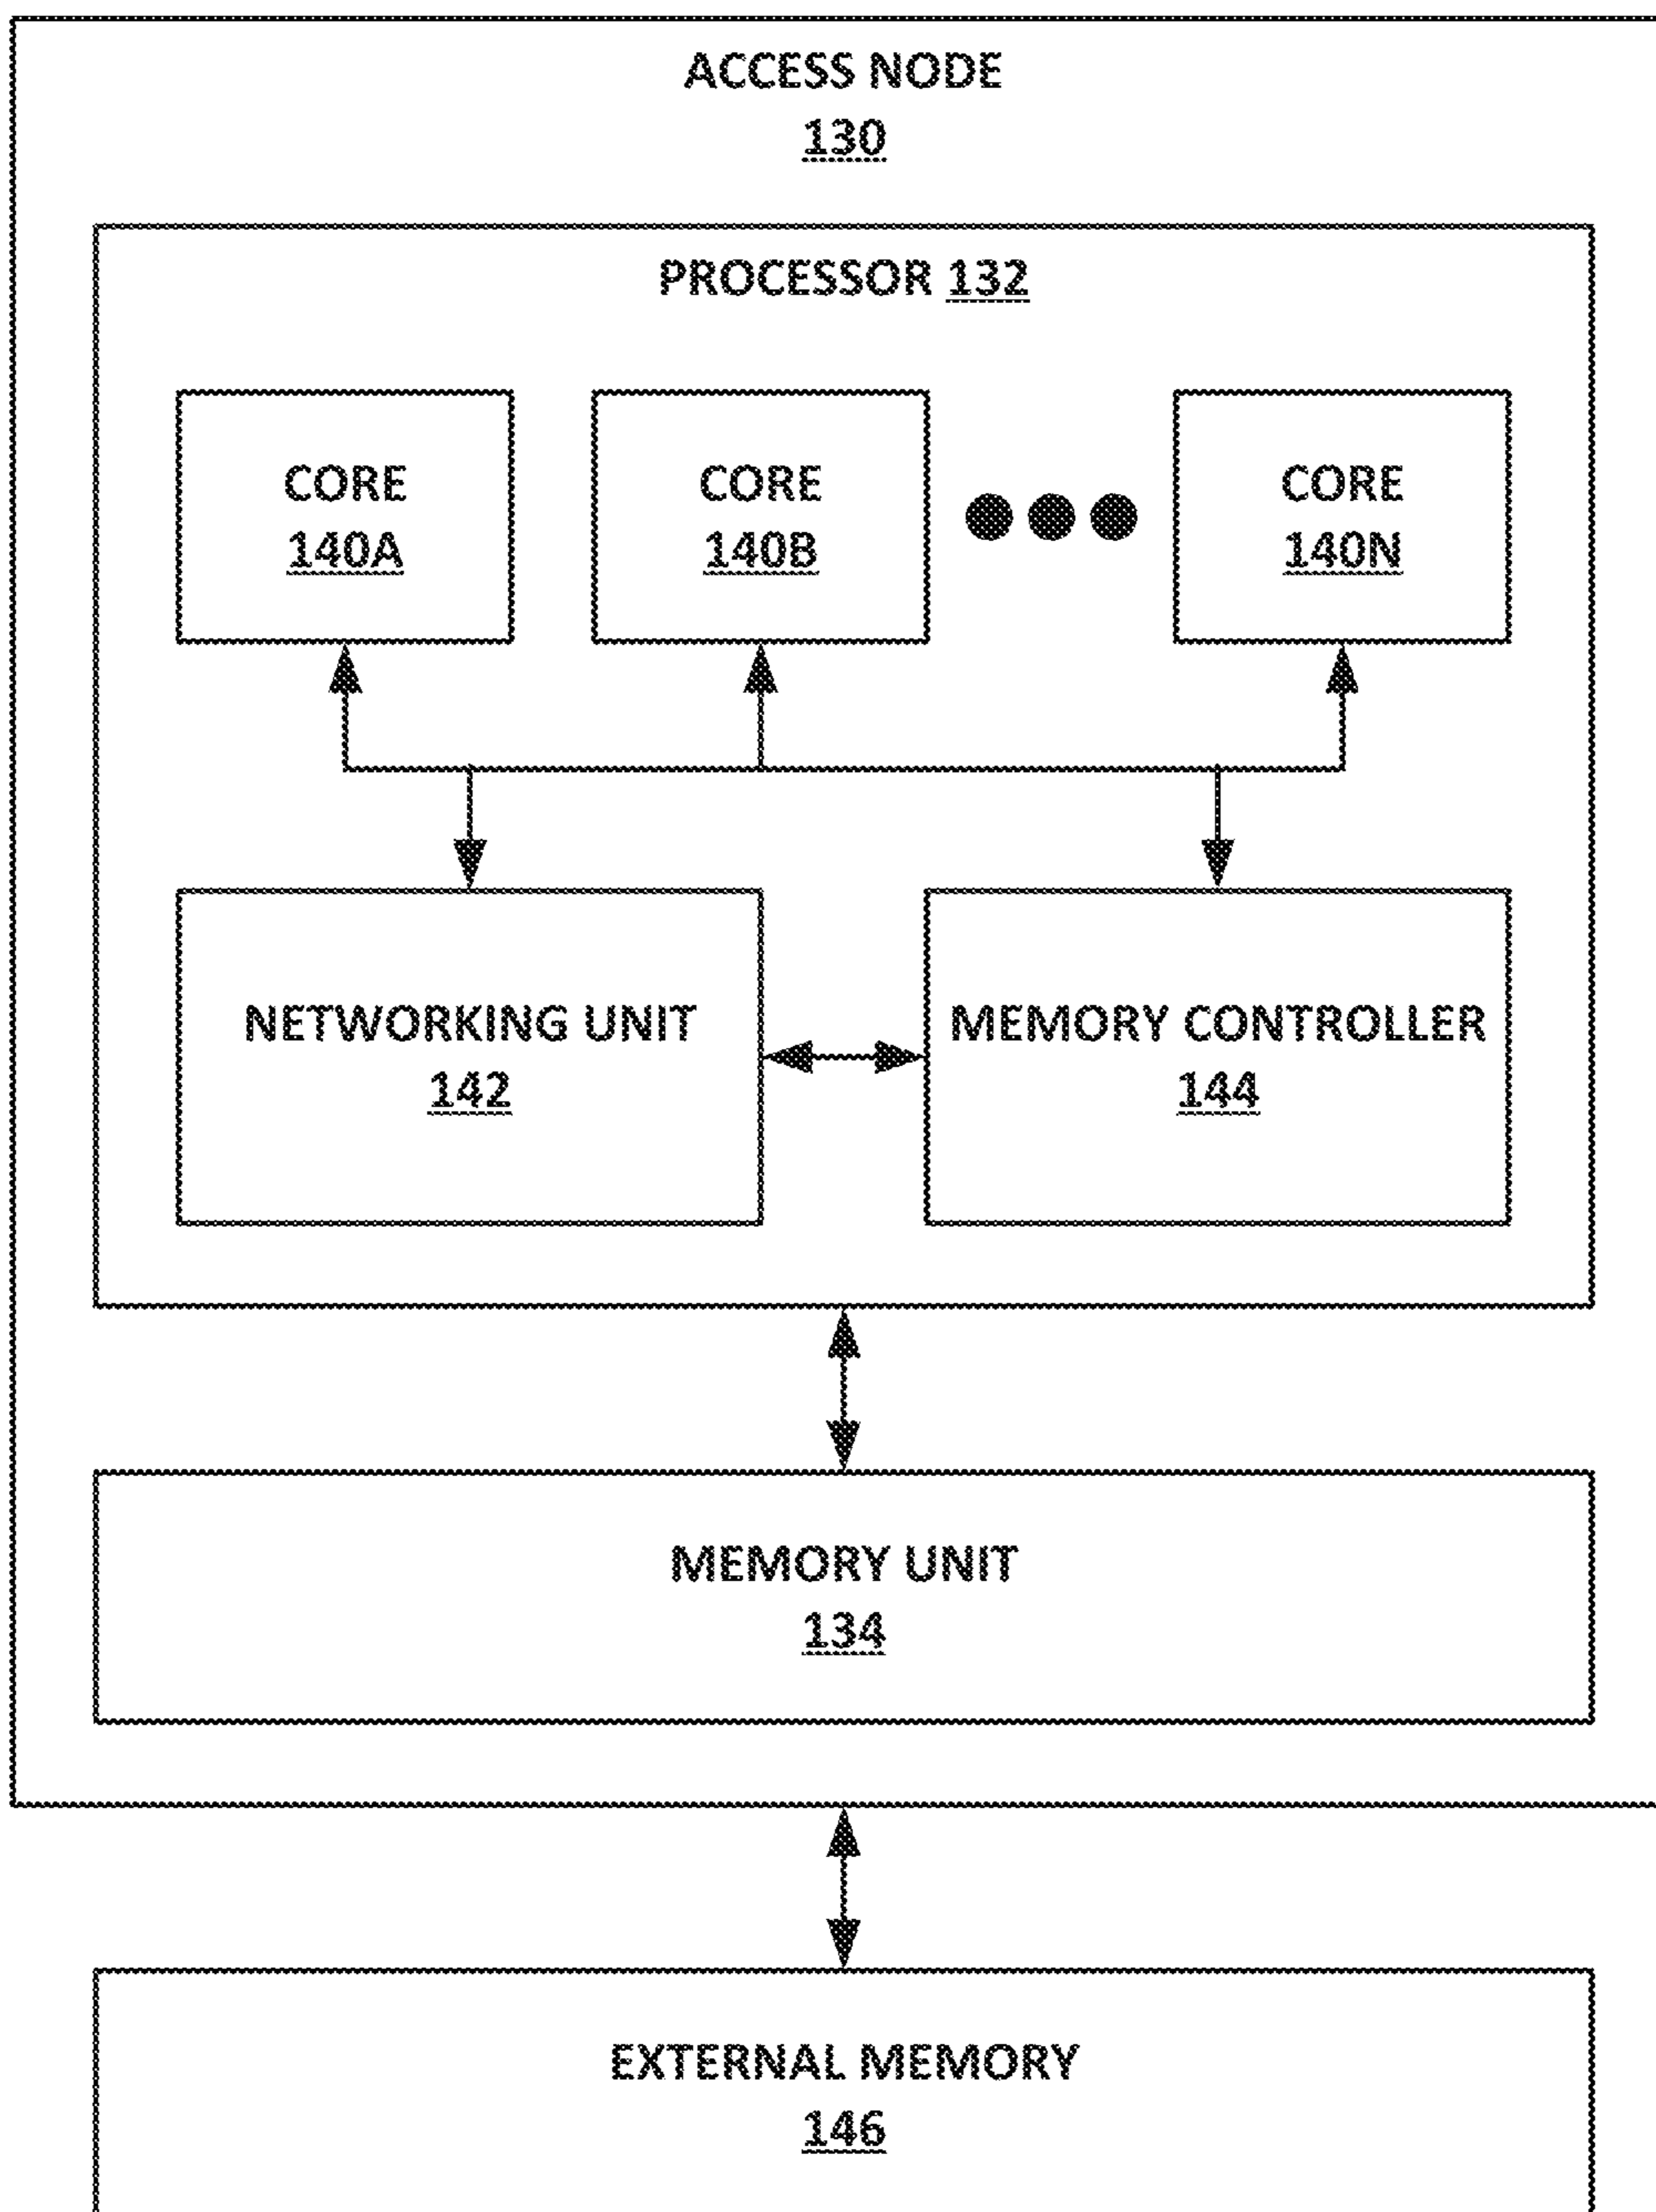 ACCESS NODE
130
PROCESSOR 132
CORE
140A
CORE
140B
CORE
140N
NETWORKING UNIT
142
MEMORY CONTROLLER
144
MEMORY UNIT
134
EXTERNAL MEMORY
146